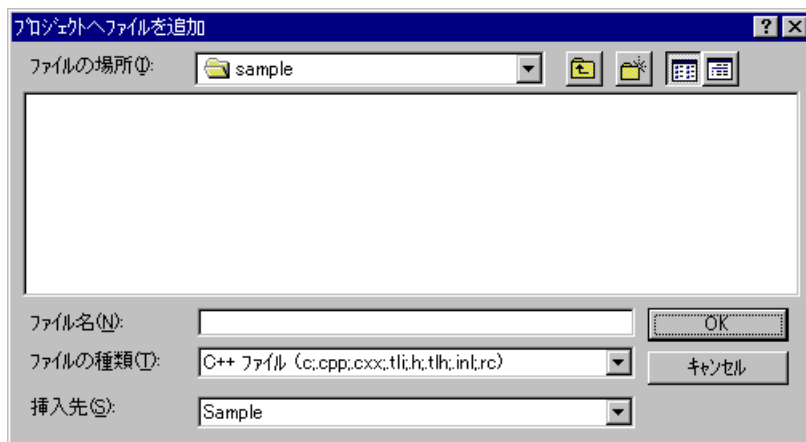 プロジェクトへファイルを追加
ファイルの場所(I):
sample
ファイル名(N):
OK
ファイルの種類(T):
C++ ファイル (c;.cpp;.cxx;.tli;.h;.tlh;.inl;.rc)
キャンセル
挿入先(S):
Sample